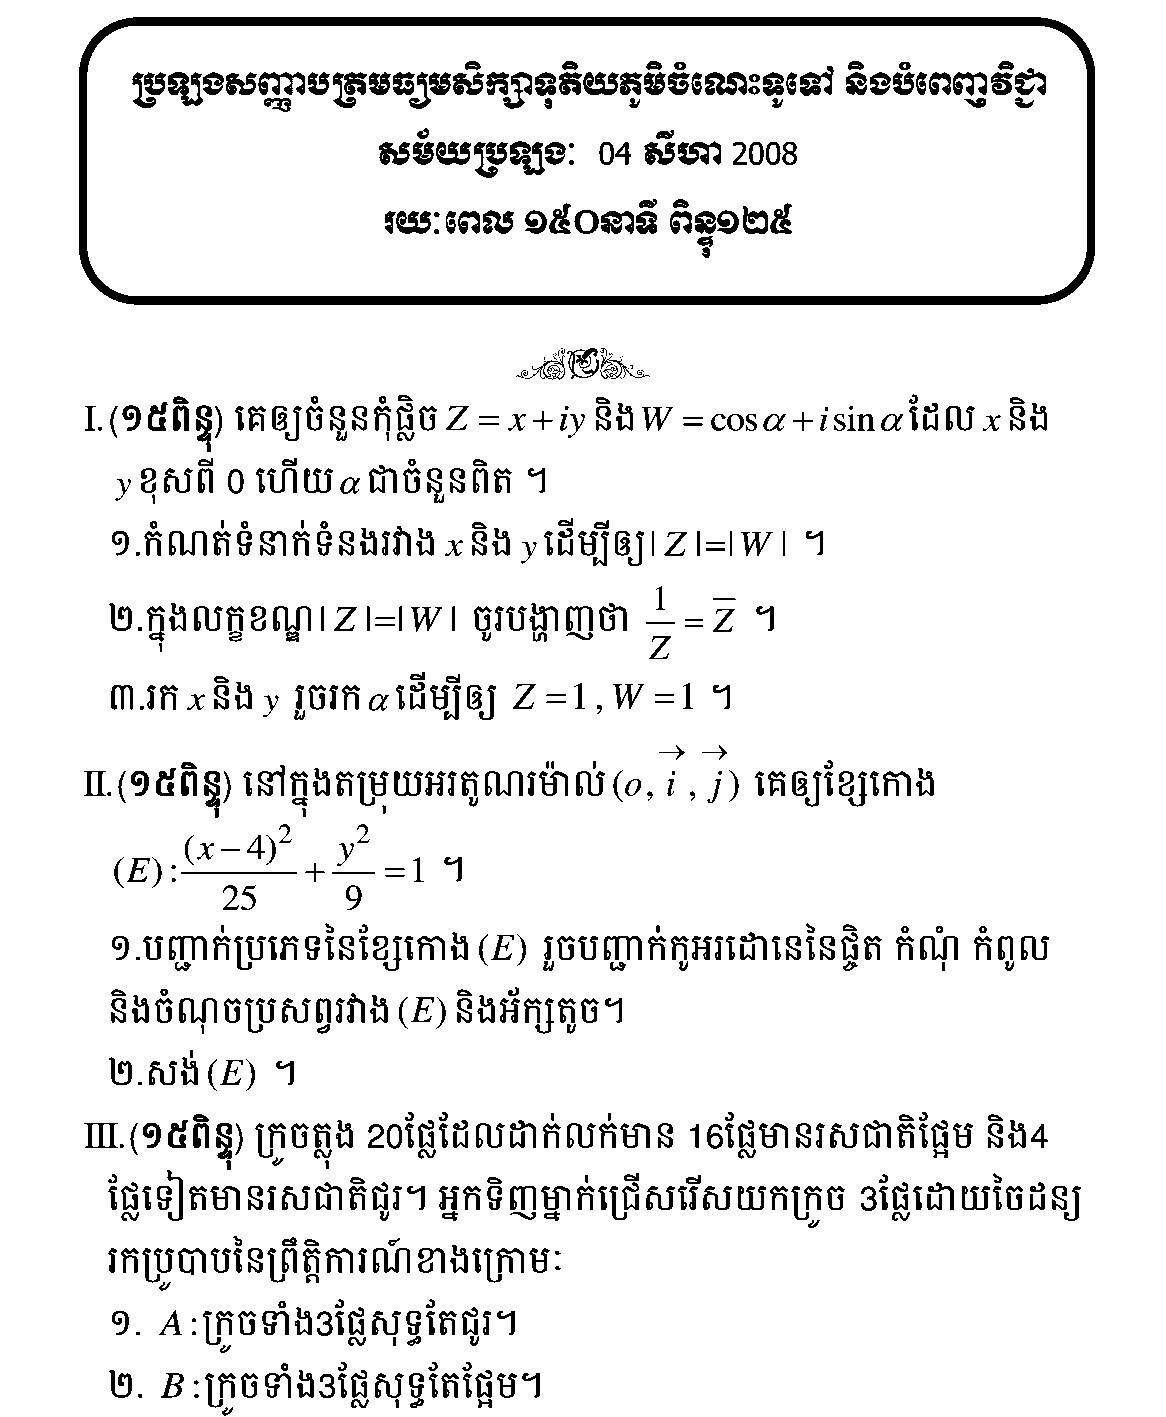 ប្រឡងសញ្ញាបត្រមធ្យមសិក្សាទុតិយភូមិចំណេះទូទៅ និងបំពេញវិជ្ជា
សម័យប្រឡង: 04 សីហា 2008
រយ:ពេល ១៥០នាទី ពិន្ទុ១២៥
I.(១៥ពិន្ទុ) គេឲ្យចំនួនកុំផ្លិច Z = x + iy និង W = cos α + i sin α ដែល x និង
y ខុសពី 0 ហើយ α ជាចំនួនពិត ។
១.កំណត់ទំនាក់ទំនងរវាង x និង y ដើម្បីឲ្យ | Z |=| W | ។
២.ក្នុងលក្ខខណ្ឌ | Z |=| W | ចូរបង្ហាញថា \frac{1}{Z} = \overline{Z} ។
៣.រក x និង y រួចរក α ដើម្បីឲ្យ Z = 1 , W = 1 ។
II.(១៥ពិន្ទុ) នៅក្នុងតម្រុយអរតូណរម៉ាល់ (o, \vec{i}, \vec{j}) គេឲ្យខ្សែកោង
(E): \frac{(x-4)^2}{25} + \frac{y^2}{9} = 1 ។
១.បញ្ជាក់ប្រភេទនៃខ្សែកោង (E) រួចបញ្ជាក់កូអរដោនេនៃផ្ចិត កំណុំ កំពូល
និងចំណុចប្រសព្វរវាង (E) និងអ័ក្សតូច។
២.សង់ (E) ។
III.(១៥ពិន្ទុ) ក្រូចត្លុង 20ផ្លែដែលដាក់លក់មាន 16ផ្លែមានរសជាតិផ្អែម និង4
ផ្លែទៀតមានរសជាតិជូរ។ អ្នកទិញម្នាក់ជ្រើសរើសយកក្រូច 3ផ្លែដោយចៃដន្យ
រកប្រូបាបនៃព្រឹត្តិការណ៍ខាងក្រោម:
១. A :ក្រូចទាំង3ផ្លែសុទ្ធតែជូរ។
២. B :ក្រូចទាំង3ផ្លែសុទ្ធតែផ្អែម។